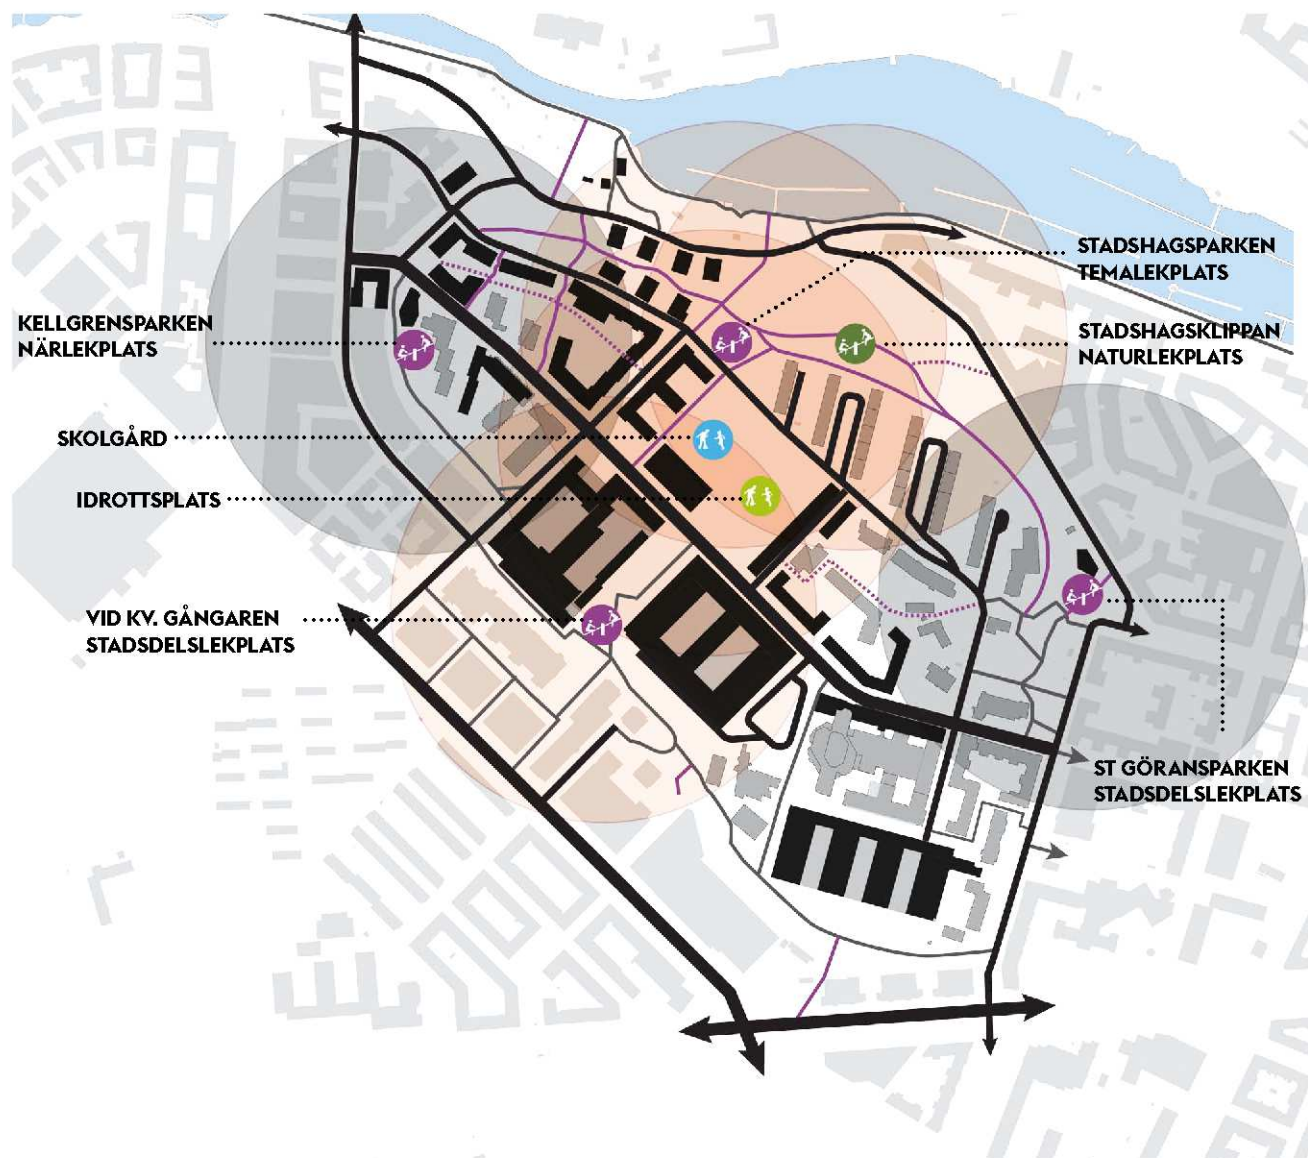 STADSHAGSPARKEN
TEMALEKPLATS
KELLGRENSPARKEN
NÄRLEKPLATS
STADSHAGSKLIPPAN
NATURLEKPLATS
SKOLGÅRD
IDROTTSPLATS
VID KV. GÅNGAREN
STADSDELSLEKPLATS
ST GÖRANSPARKEN
STADSDELSLEKPLATS